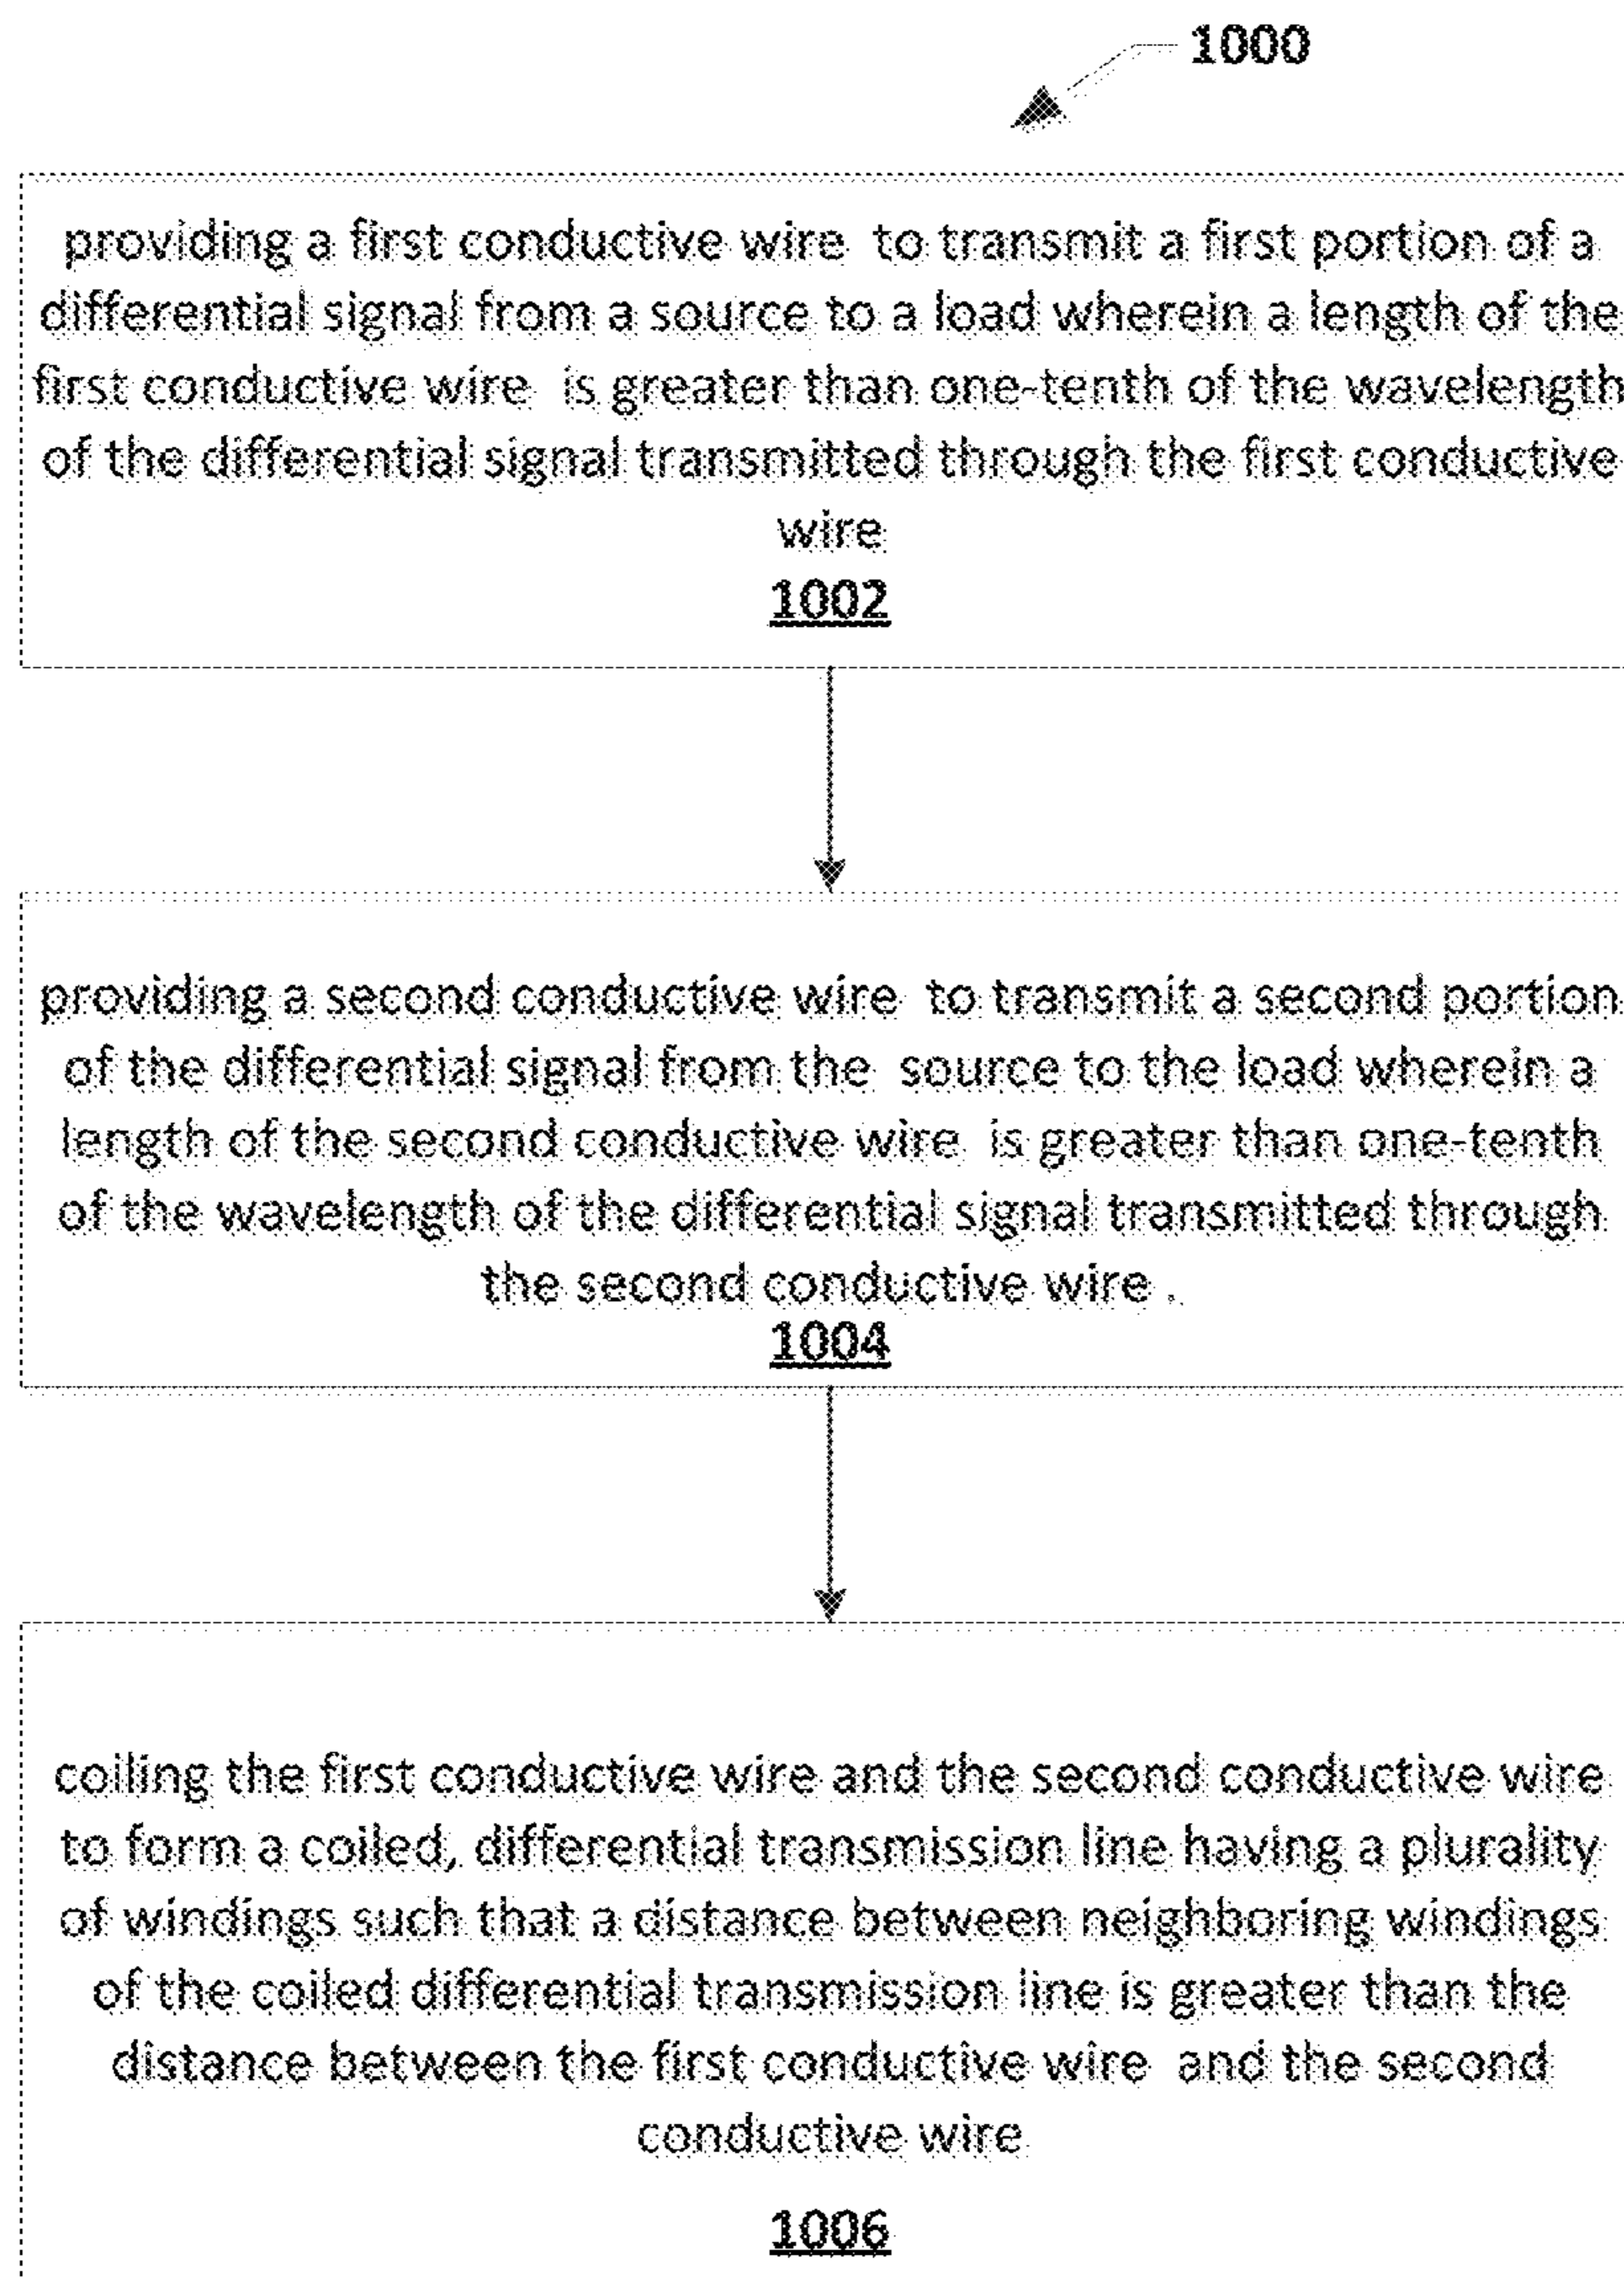 1000
providing a first conductive wire to transmit a first portion of a
differential signal from a source to a load wherein a length of the
first conductive wire is greater than one-tenth of the wavelength
of the differential signal transmitted through the first conductive
wire
1002
providing a second conductive wire to transmit a second portion
of the differential signal from the source to the load wherein a
length of the second conductive wire is greater than one-tenth
of the wavelength of the differential signal transmitted through
the second conductive wire .
1004
coiling the first conductive wire and the second conductive wire
to form a coiled, differential transmission line having a plurality
of windings such that a distance between neighboring windings
of the coiled differential transmission line is greater than the
distance between the first conductive wire and the second
conductive wire
1006